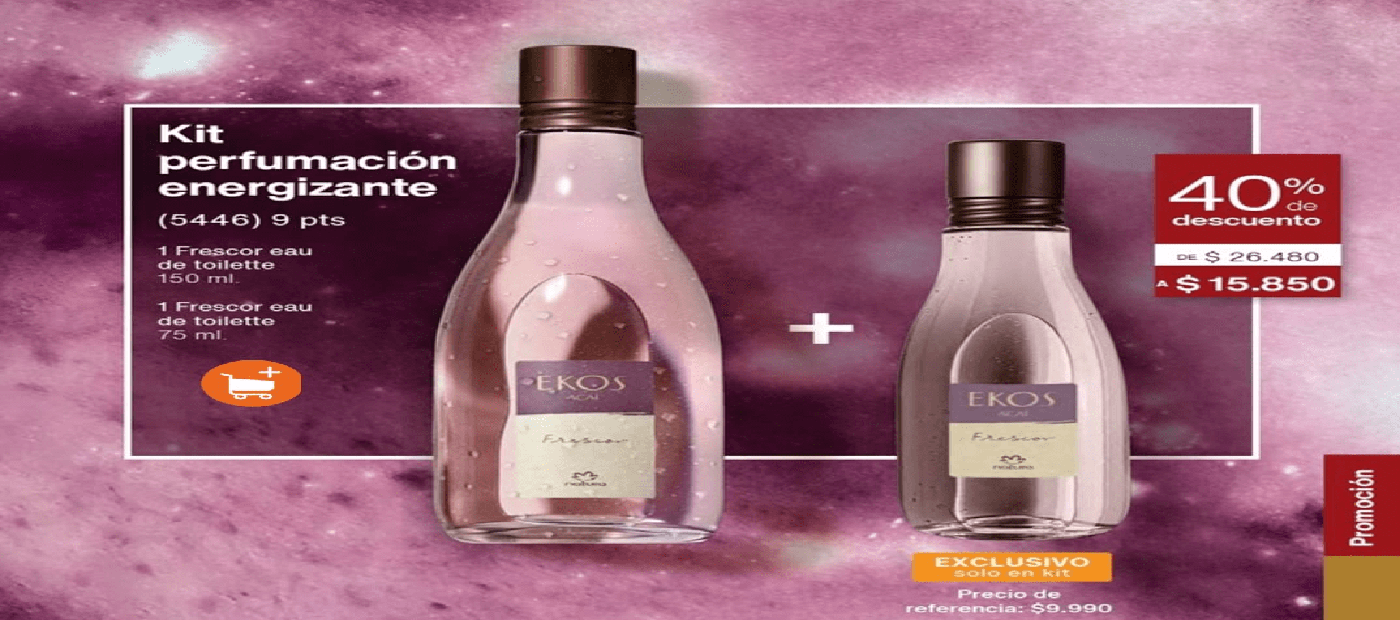 Kit
perfumación
energizante
(5446) 9 pts
1 Frescor eau
de toilette
150 ml.
1 Frescor eau
de toilette
75 ml.
EKOS
AÇAÍ
Frescor
natura
EKOS
AÇAÍ
Frescor
natura
40%
de
descuento
DE $ 26.480
A $ 15.850
EXCLUSIVO
solo en kit
Precio de
referencia: $9.990
Promoción